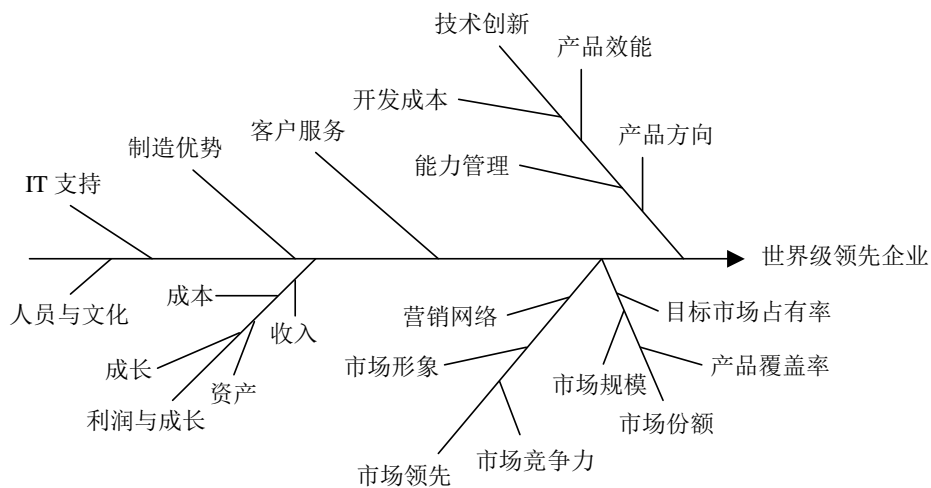 技术创新
产品效能
开发成本
产品方向
客户服务
制造优势
能力管理
IT 支持
世界级领先企业
人员与文化
成本
收入
营销网络
目标市场占有率
成长
资产
市场形象
产品覆盖率
市场规模
利润与成长
市场份额
市场领先
市场竞争力